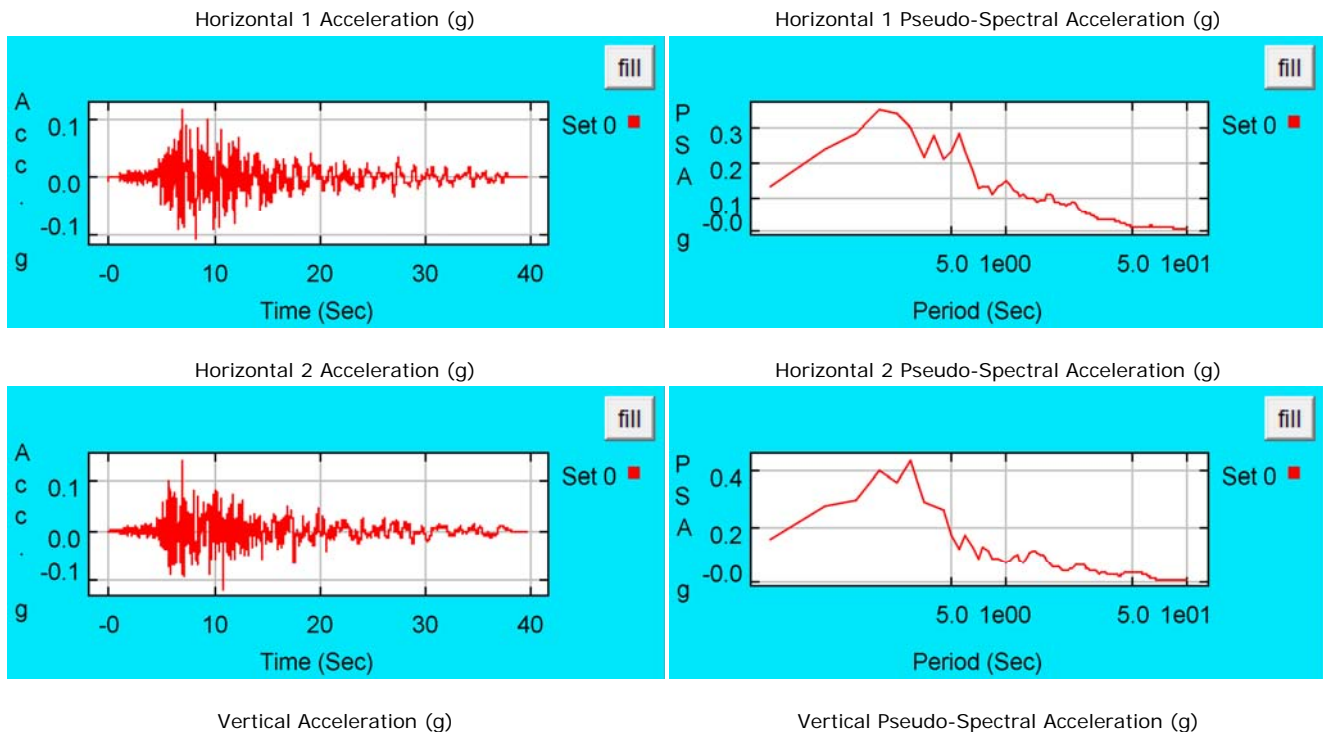 Horizontal 1 Acceleration (g)
fill
Acc. g
0.1
0.0
-0.1
Set 0
-0 10 20 30 40
Time (Sec)
Horizontal 1 Pseudo-Spectral Acceleration (g)
fill
PSA g
0.3
0.2
0.1
-0.0
Set 0
5.0 1e00 5.0 1e01
Period (Sec)
Horizontal 2 Acceleration (g)
fill
Acc. g
0.1
0.0
-0.1
Set 0
-0 10 20 30 40
Time (Sec)
Horizontal 2 Pseudo-Spectral Acceleration (g)
fill
PSA g
0.4
0.2
-0.0
Set 0
5.0 1e00 5.0 1e01
Period (Sec)
Vertical Acceleration (g)
Vertical Pseudo-Spectral Acceleration (g)